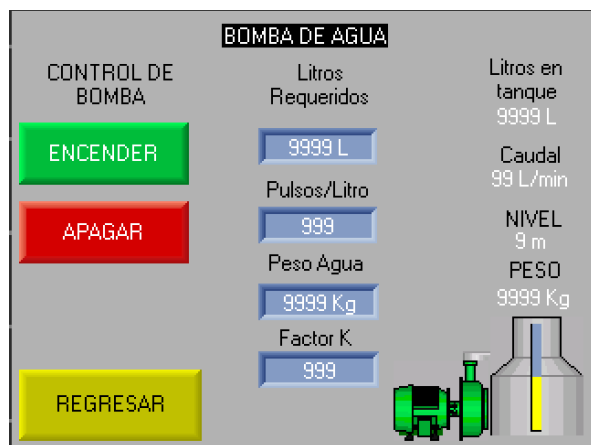 BOMBA DE AGUA
CONTROL DE
BOMBA
ENCENDER
APAGAR
REGRESAR
Litros
Requeridos
9999 L
Pulsos/Litro
999
Peso Agua
9999 Kg
Factor K
999
Litros en
tanque
9999 L
Caudal
99 L/min
NIVEL
9 m
PESO
9999 Kg